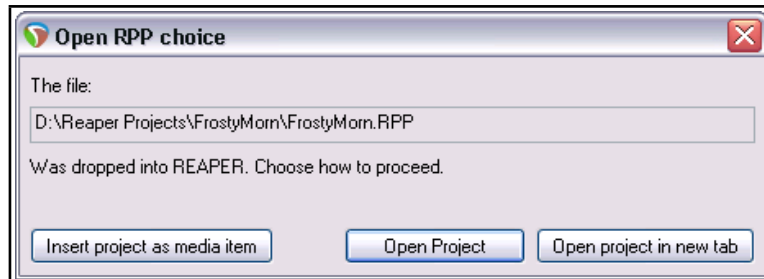 Open RPP choice
The file:
D:\Reaper Projects\FrostyMorn\FrostyMorn.RPP
Was dropped into REAPER. Choose how to proceed.
Insert project as media item Open Project Open project in new tab